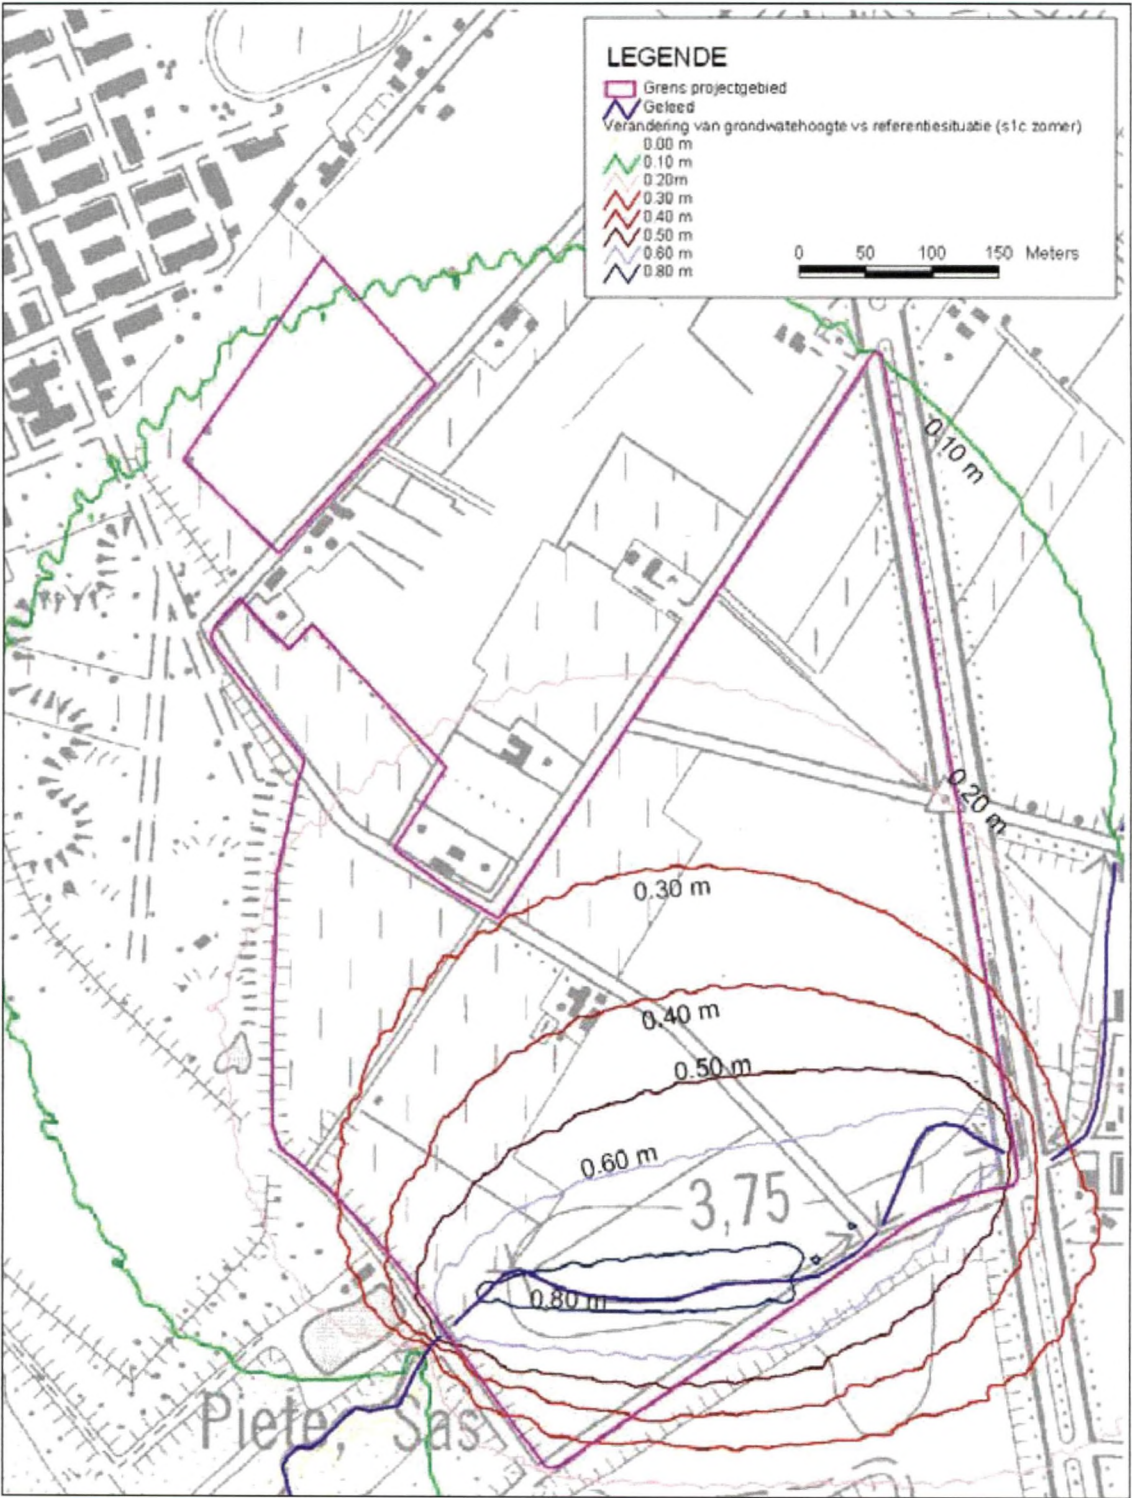 LEGENDE
Grens projectgebied
Geleed
Verandering van grondwatehoogte vs referentiesituatie (s1c zomer)
0.00 m
0.10 m
0.20m
0.30 m
0.40 m
0.50 m
0.60 m
0.80 m
0 50 100 150 Meters
0.10 m
0.20 m
0.30 m
0.40 m
0.50 m
0.60 m
3,75
0.80 m
Piete, Sas